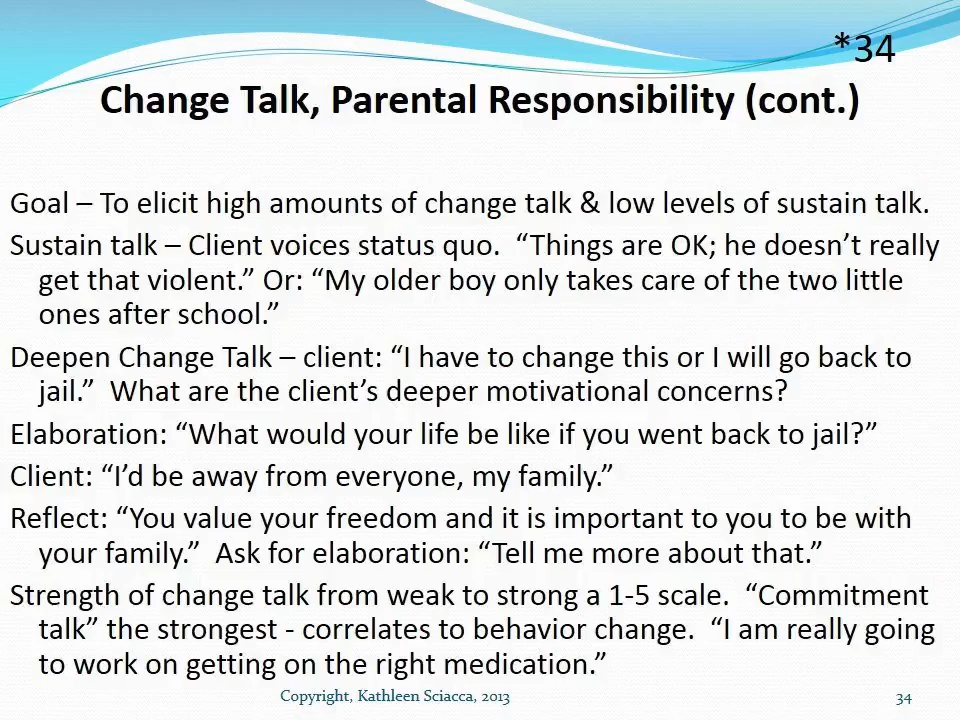 *34
Change Talk, Parental Responsibility (cont.)
Goal – To elicit high amounts of change talk & low levels of sustain talk.
Sustain talk – Client voices status quo.  “Things are OK; he doesn’t really
get that violent.” Or: “My older boy only takes care of the two little
ones after school.”
Deepen Change Talk – client: “I have to change this or I will go back to
jail.”  What are the client’s deeper motivational concerns?
Elaboration: “What would your life be like if you went back to jail?”
Client: “I’d be away from everyone, my family.”
Reflect: “You value your freedom and it is important to you to be with
your family.”  Ask for elaboration: “Tell me more about that.”
Strength of change talk from weak to strong a 1-5 scale.  “Commitment
talk” the strongest - correlates to behavior change.  “I am really going
to work on getting on the right medication.”
Copyright, Kathleen Sciacca, 2013
34